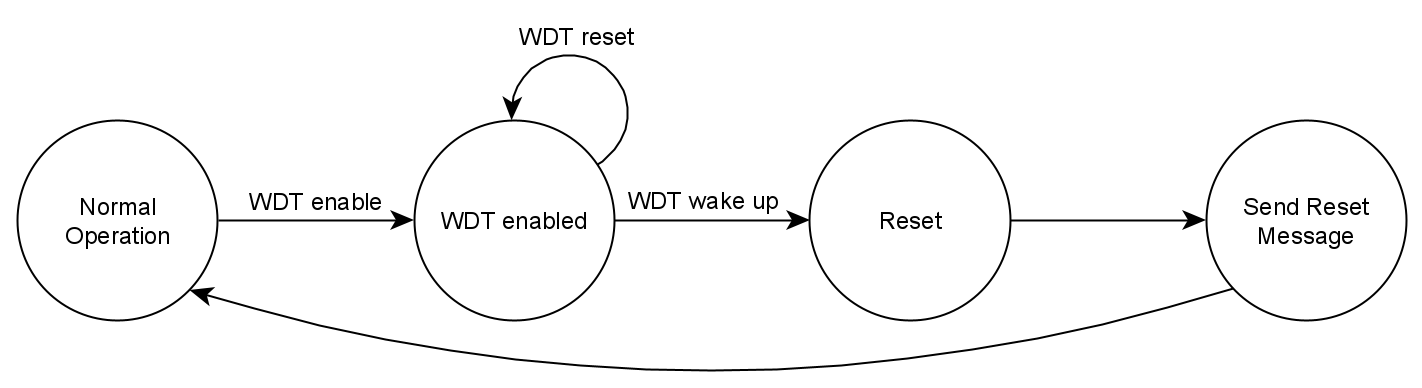 WDT reset
Normal
Operation
WDT enable
WDT enabled
WDT wake up
Reset
Send Reset
Message